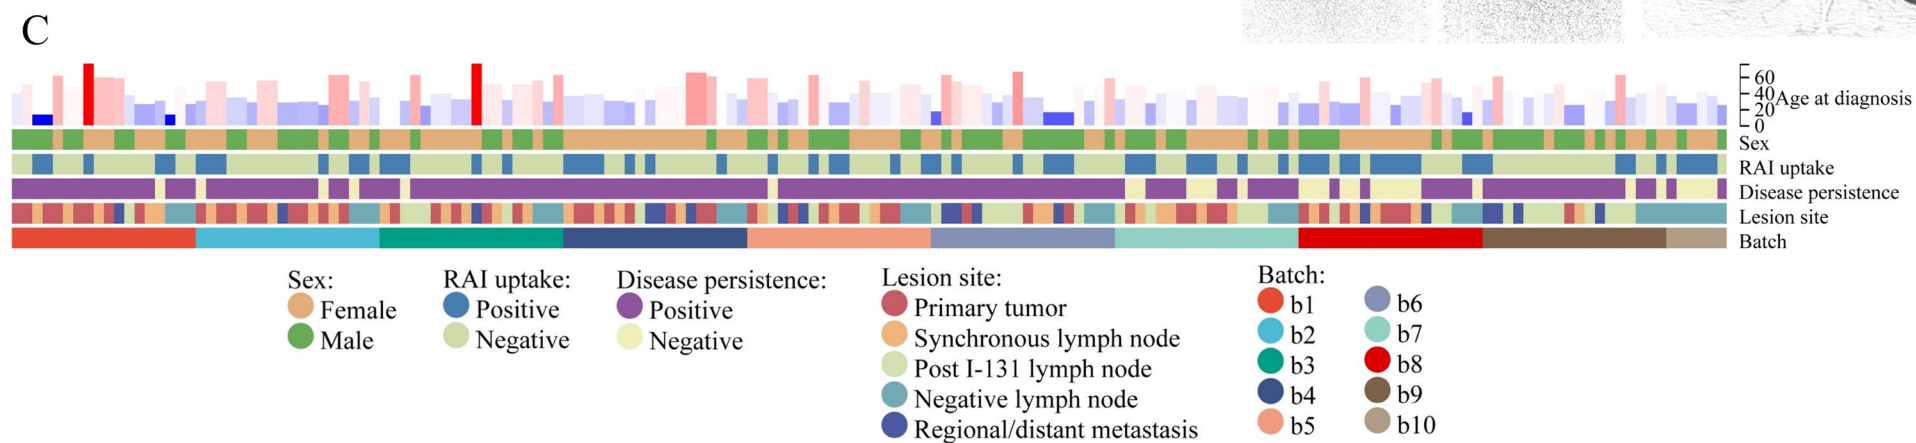 C
60
40
20
0
Age at diagnosis
Sex
RAI uptake
Disease persistence
Lesion site
Batch
Sex:
Female
Male
RAI uptake:
Positive
Negative
Disease persistence:
Positive
Negative
Lesion site:
Primary tumor
Synchronous lymph node
Post I-131 lymph node
Negative lymph node
Regional/distant metastasis
Batch:
b1
b2
b3
b4
b5
b6
b7
b8
b9
b10